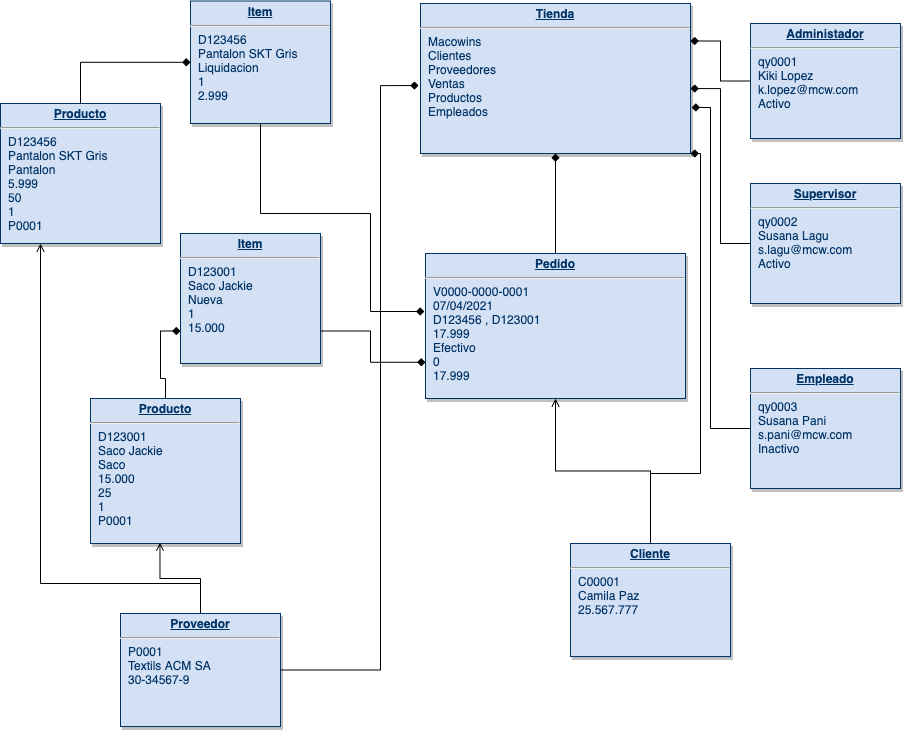 Item
D123456
Pantalon SKT Gris
Liquidacion
1
2.999
Tienda
Macowins
Clientes
Proveedores
Ventas
Productos
Empleados
Administador
qy0001
Kiki Lopez
k.lopez@mcw.com
Activo
Producto
D123456
Pantalon SKT Gris
Pantalon
5.999
50
1
P0001
Supervisor
qy0002
Susana Lagu
s.lagu@mcw.com
Activo
Item
D123001
Saco Jackie
Nueva
1
15.000
Pedido
V0000-0000-0001
07/04/2021
D123456 , D123001
17.999
Efectivo
0
17.999
Empleado
qy0003
Susana Pani
s.pani@mcw.com
Inactivo
Producto
D123001
Saco Jackie
Saco
15.000
25
1
P0001
Cliente
C00001
Camila Paz
25.567.777
Proveedor
P0001
Textils ACM SA
30-34567-9